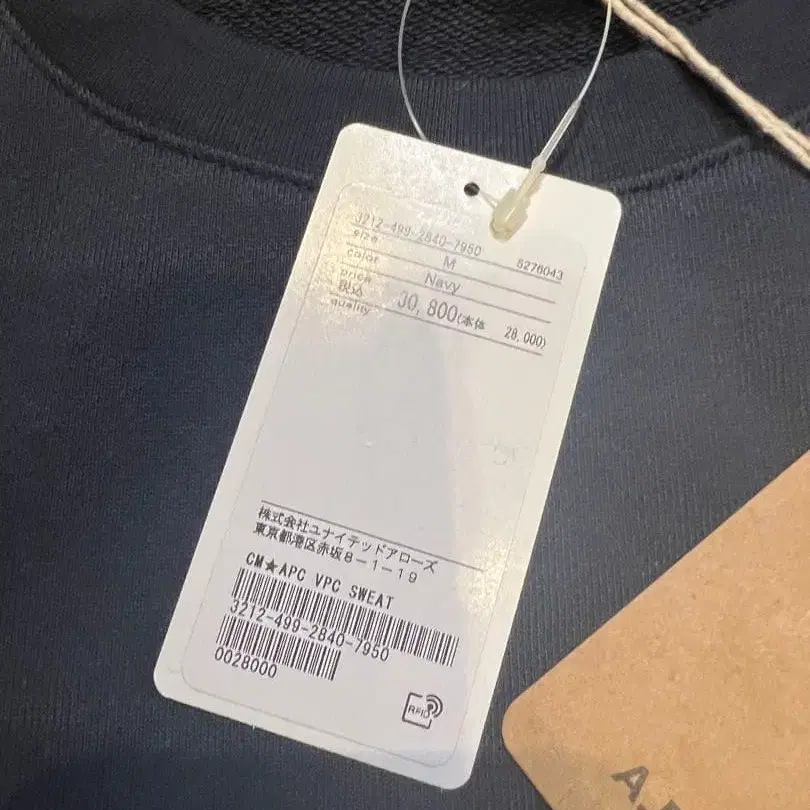 3212-499-2840-7950 5276043
size M
color Navy
price
税込 30,800(本体 28,000)
quality
株式会社ユナイテッドアローズ
東京都港区赤坂8-1-19
CM★APC VPC SWEAT
3212-499-2840-7950
0028000
RFID
A.